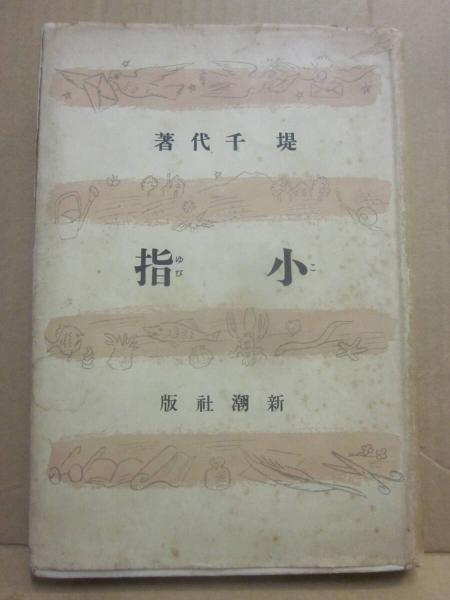 堤千代著
小指
こ ゆび
新潮社版